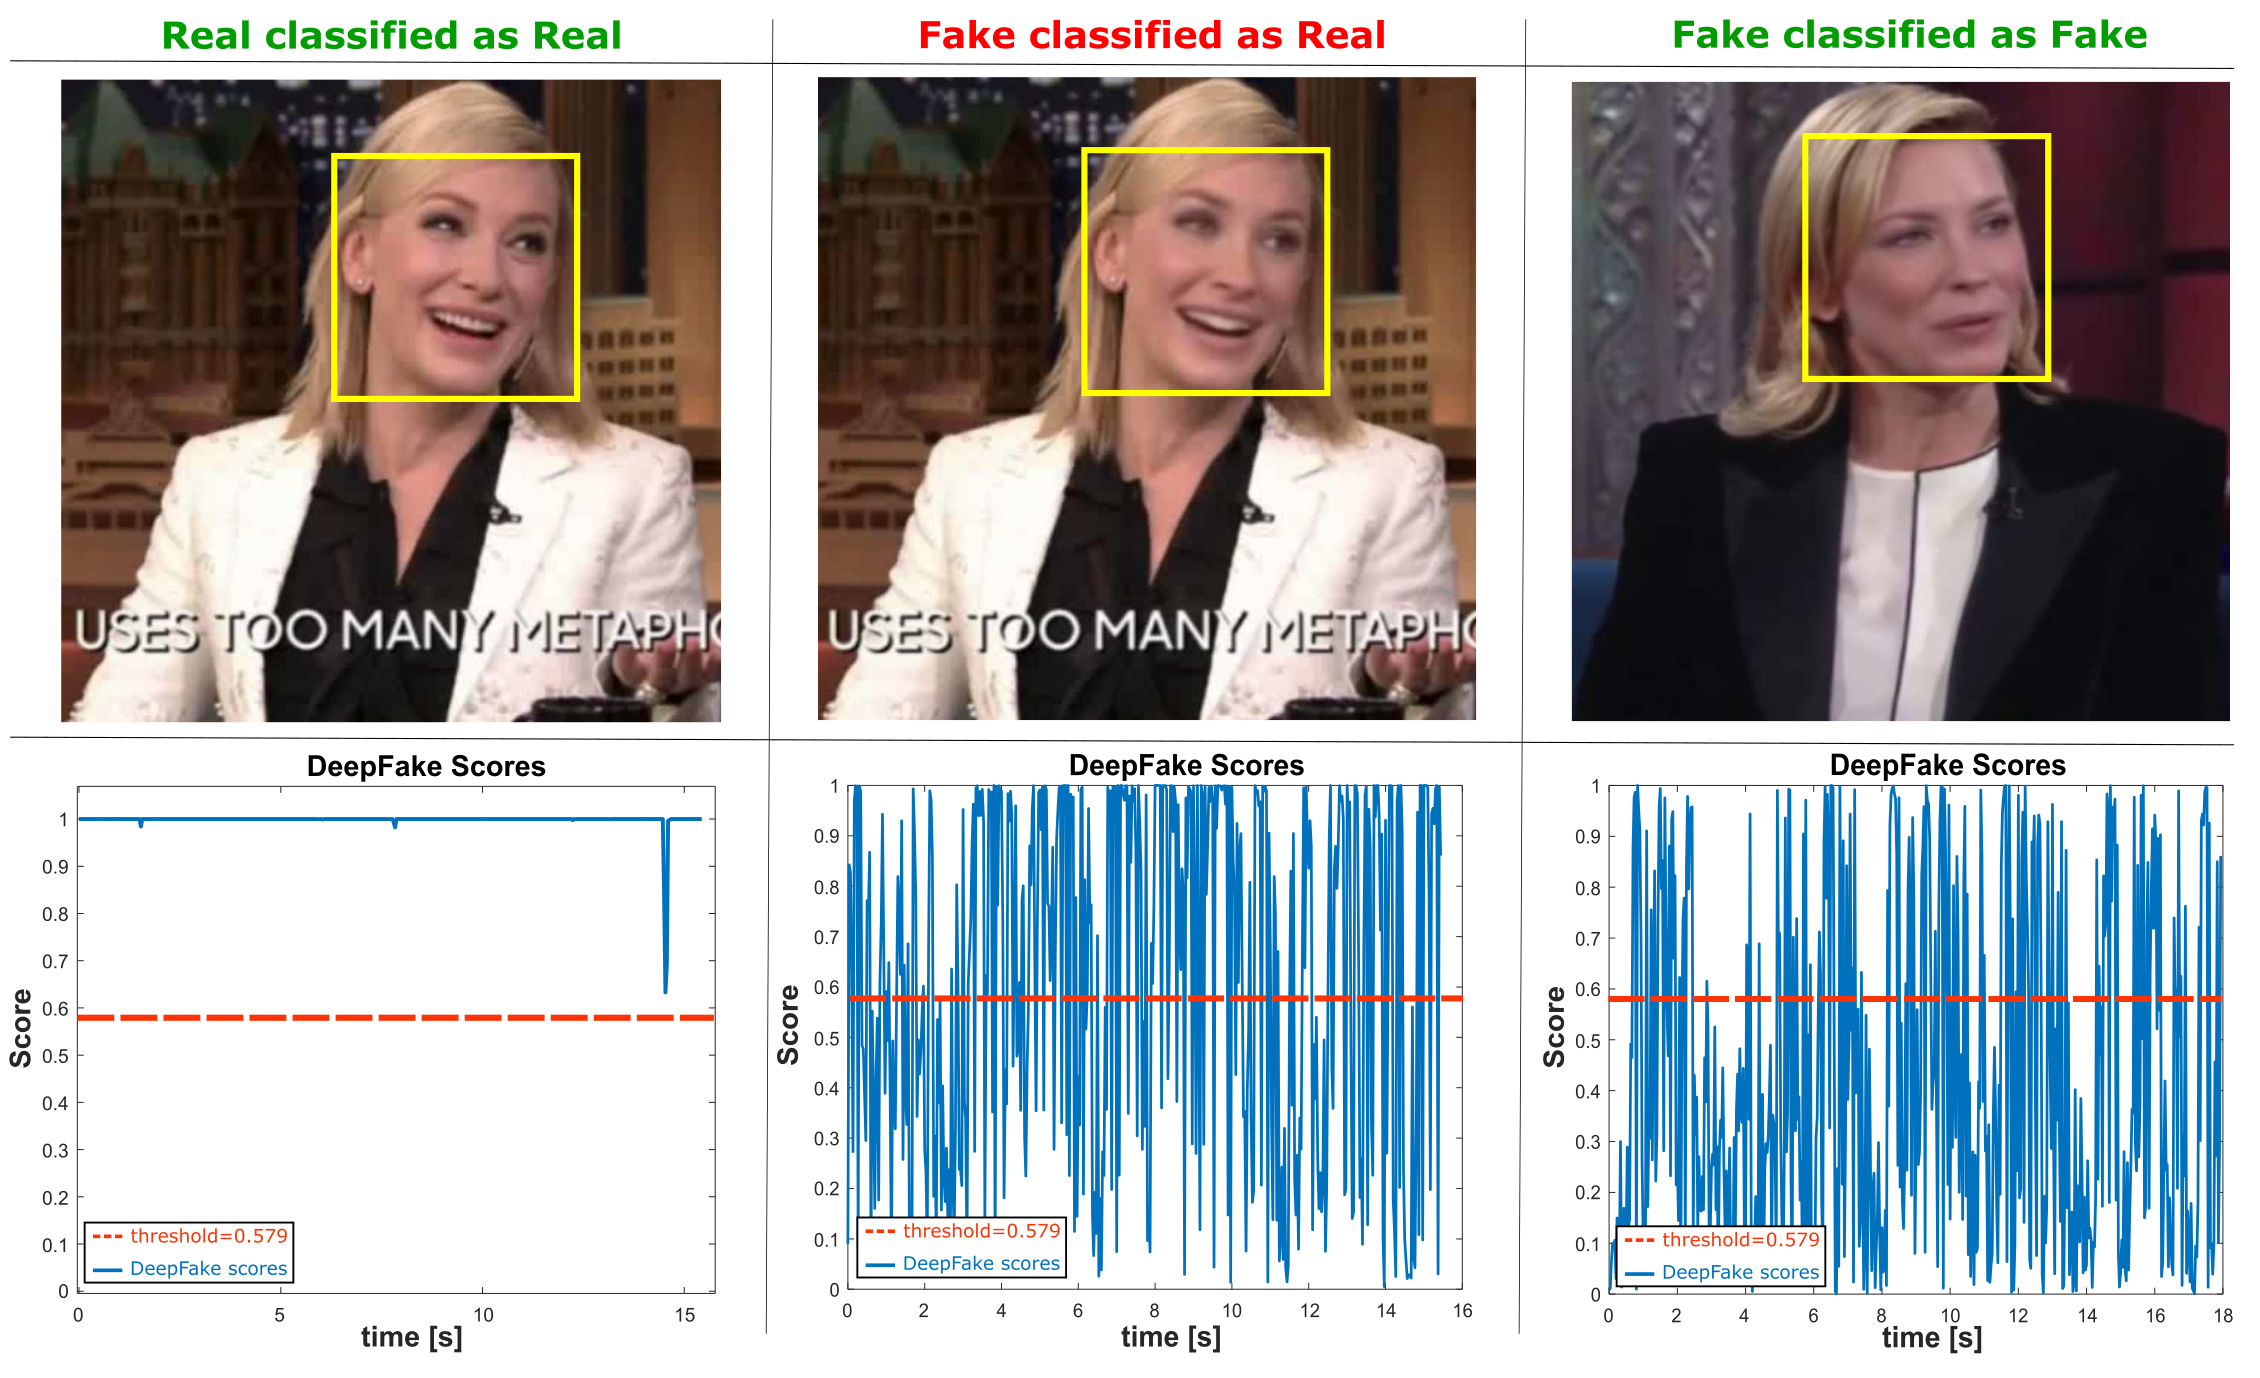 Real classified as Real
Fake classified as Real
Fake classified as Fake
USES TOO MANY METAPHO
USES TOO MANY METAPHO
DeepFake Scores
1
0.9
0.8
0.7
0.6
0.5
0.4
0.3
0.2
0.1
0
Score
threshold=0.579
DeepFake scores
0 5 10 15
time [s]
DeepFake Scores
1
0.9
0.8
0.7
0.6
0.5
0.4
0.3
0.2
0.1
0
Score
threshold=0.579
DeepFake scores
0 2 4 6 8 10 12 14 16
time [s]
DeepFake Scores
1
0.9
0.8
0.7
0.6
0.5
0.4
0.3
0.2
0.1
0
Score
threshold=0.579
DeepFake scores
0 2 4 6 8 10 12 14 16 18
time [s]